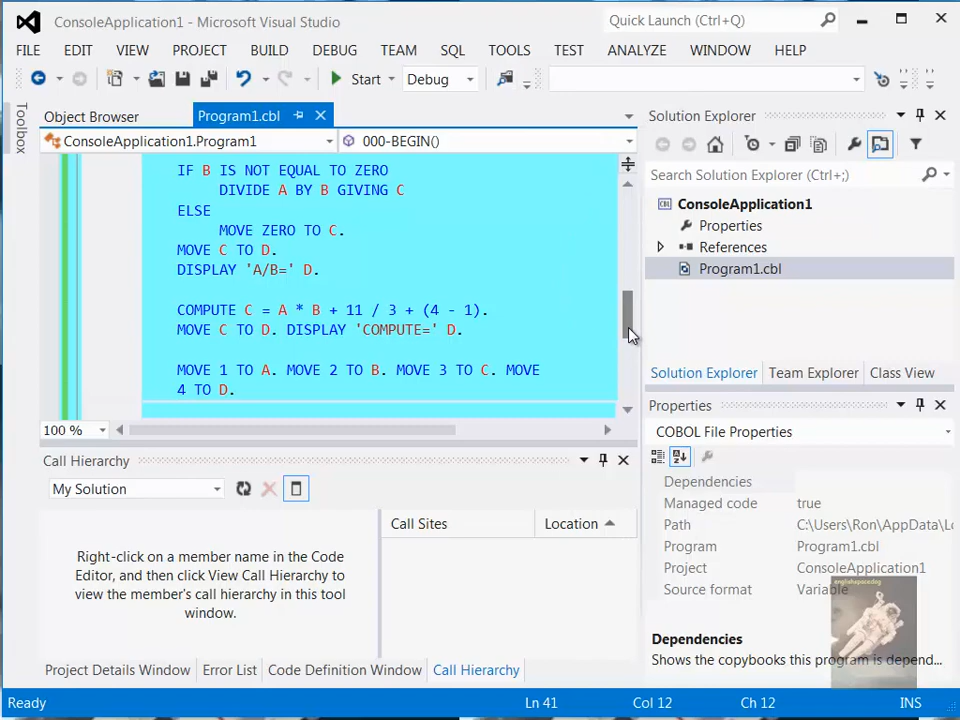 ConsoleApplication1 - Microsoft Visual Studio
Quick Launch (Ctrl+Q)
FILE EDIT VIEW PROJECT BUILD DEBUG TEAM SQL TOOLS TEST ANALYZE WINDOW HELP
Start Debug
Toolbox
Object Browser
Program1.cbl
ConsoleApplication1.Program1
000-BEGIN()
IF B IS NOT EQUAL TO ZERO
DIVIDE A BY B GIVING C
ELSE
MOVE ZERO TO C.
MOVE C TO D.
DISPLAY 'A/B=' D.
COMPUTE C = A * B + 11 / 3 + (4 - 1).
MOVE C TO D. DISPLAY 'COMPUTE=' D.
MOVE 1 TO A. MOVE 2 TO B. MOVE 3 TO C. MOVE
4 TO D.
100 %
Call Hierarchy
My Solution
Right-click on a member name in the Code
Editor, and then click View Call Hierarchy to
view the member's call hierarchy in this tool
window.
Call Sites
Location
Project Details Window
Error List
Code Definition Window
Call Hierarchy
Solution Explorer
Search Solution Explorer (Ctrl+;)
ConsoleApplication1
Properties
References
Program1.cbl
Solution Explorer
Team Explorer
Class View
Properties
COBOL File Properties
Dependencies
Managed code true
Path C:\Users\Ron\AppData\Lo
Program Program1.cbl
Project ConsoleApplication1
Source format Variable
englishspacedog
Dependencies
Shows the copybooks this program is depend...
Ready
Ln 41
Col 12
Ch 12
INS